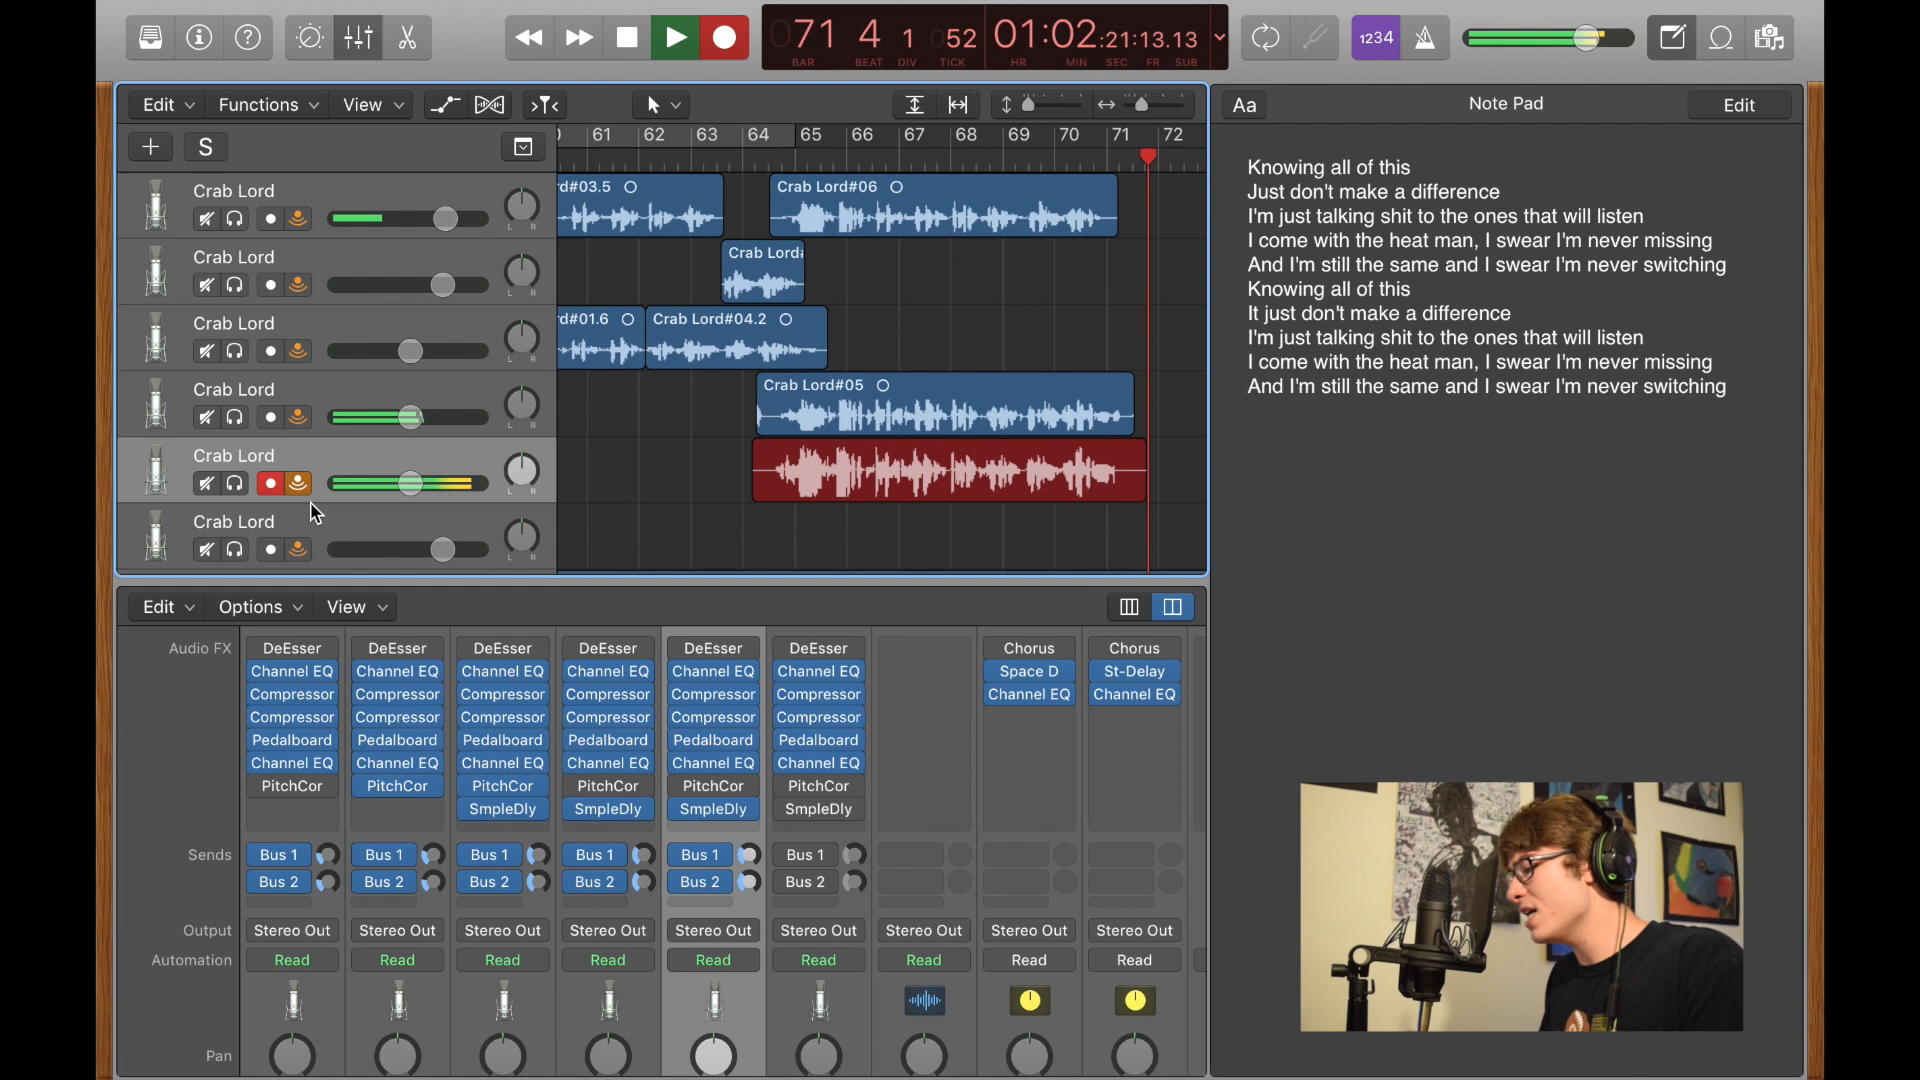 071 4 1 052 01:02:21:13.13
BAR BEAT DIV TICK HR MIN SEC FR SUB
1234
Edit Functions View
Aa Note Pad Edit
S
61 62 63 64 65 66 67 68 69 70 71 72
Crab Lord
L R
Crab Lord
L R
Crab Lord
L R
Crab Lord
L R
Crab Lord
L R
Crab Lord
L R
d#03.5
Crab Lord#06
Crab Lord#
d#01.6
Crab Lord#04.2
Crab Lord#05
Knowing all of this
Just don't make a difference
I'm just talking shit to the ones that will listen
I come with the heat man, I swear I'm never missing
And I'm still the same and I swear I'm never switching
Knowing all of this
It just don't make a difference
I'm just talking shit to the ones that will listen
I come with the heat man, I swear I'm never missing
And I'm still the same and I swear I'm never switching
Edit Options View
Audio FX DeEsser DeEsser DeEsser DeEsser DeEsser DeEsser Chorus Chorus
Channel EQ Channel EQ Channel EQ Channel EQ Channel EQ Channel EQ Space D St-Delay
Compressor Compressor Compressor Compressor Compressor Compressor Channel EQ Channel EQ
Compressor Compressor Compressor Compressor Compressor Compressor
Pedalboard Pedalboard Pedalboard Pedalboard Pedalboard Pedalboard
Channel EQ Channel EQ Channel EQ Channel EQ Channel EQ Channel EQ
PitchCor PitchCor PitchCor PitchCor PitchCor PitchCor
SmpleDly SmpleDly SmpleDly SmpleDly
Sends Bus 1 Bus 1 Bus 1 Bus 1 Bus 1 Bus 1
Bus 2 Bus 2 Bus 2 Bus 2 Bus 2 Bus 2
Output Stereo Out Stereo Out Stereo Out Stereo Out Stereo Out Stereo Out Stereo Out Stereo Out Stereo Out
Automation Read Read Read Read Read Read Read Read Read
Pan